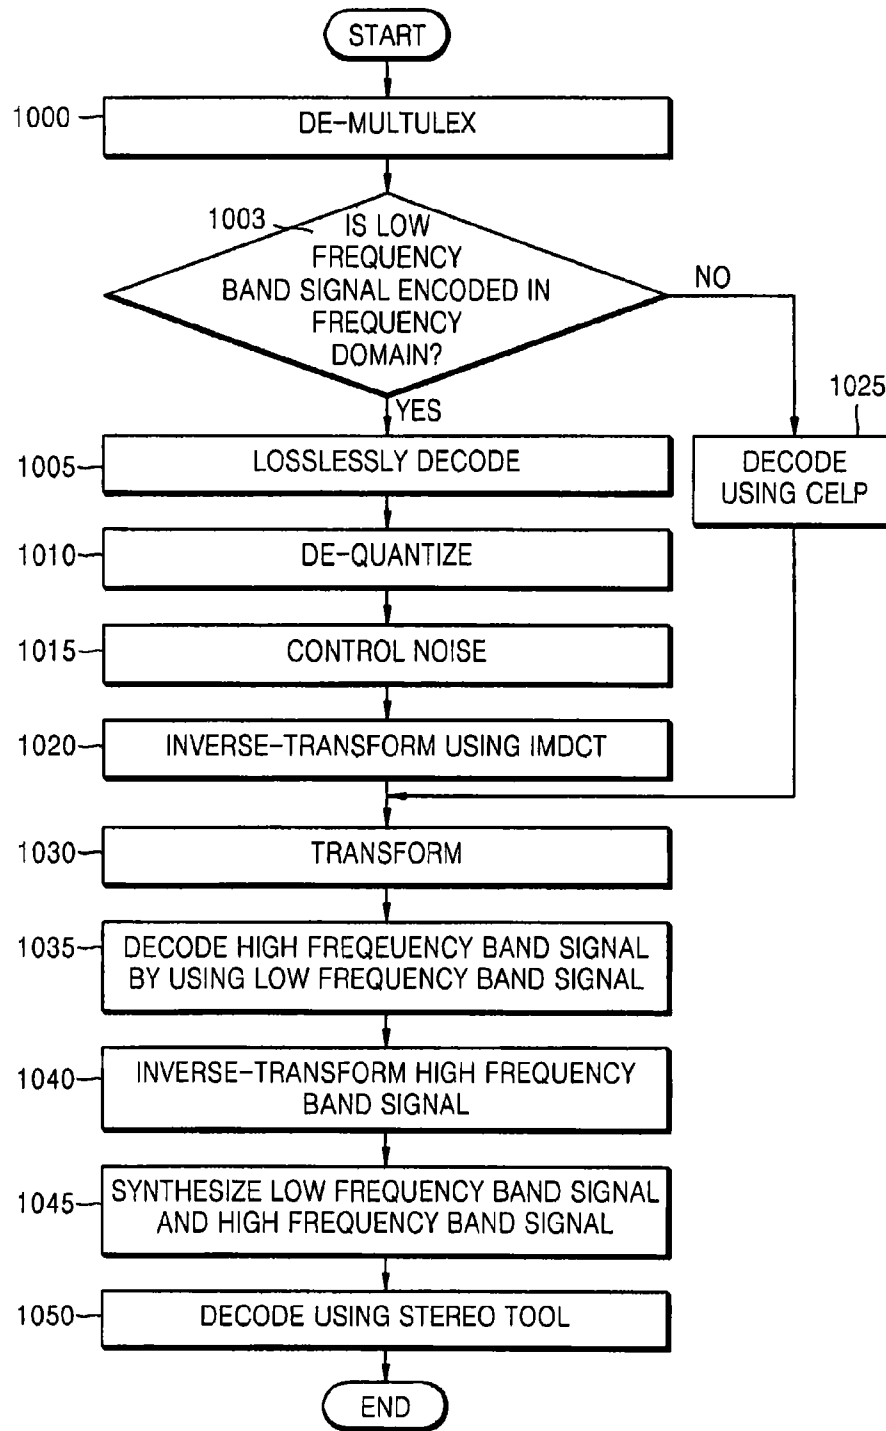 START
1000
DE-MULTULEX
1003
IS LOW
FREQUENCY
BAND SIGNAL ENCODED IN
FREQUENCY
DOMAIN?
NO
YES
1025
DECODE
USING CELP
1005
LOSSLESSLY DECODE
1010
DE-QUANTIZE
1015
CONTROL NOISE
1020
INVERSE-TRANSFORM USING IMDCT
1030
TRANSFORM
1035
DECODE HIGH FREQEUENCY BAND SIGNAL
BY USING LOW FREQUENCY BAND SIGNAL
1040
INVERSE-TRANSFORM HIGH FREQUENCY
BAND SIGNAL
1045
SYNTHESIZE LOW FREQUENCY BAND SIGNAL
AND HIGH FREQUENCY BAND SIGNAL
1050
DECODE USING STEREO TOOL
END